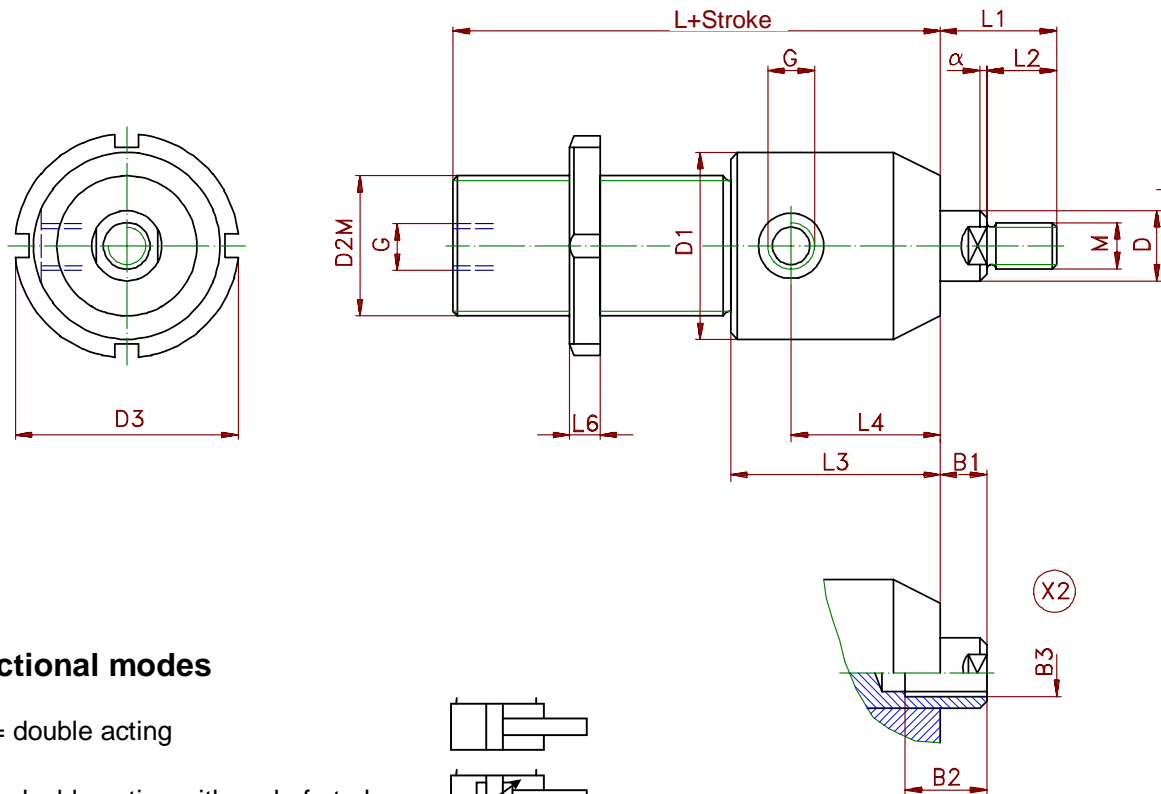 L+Stroke
L1
G
α
L2
D2M
G
D1
M
D
D3
L6
L4
L3
B1
X2
B3
B2
ctional modes
= double acting